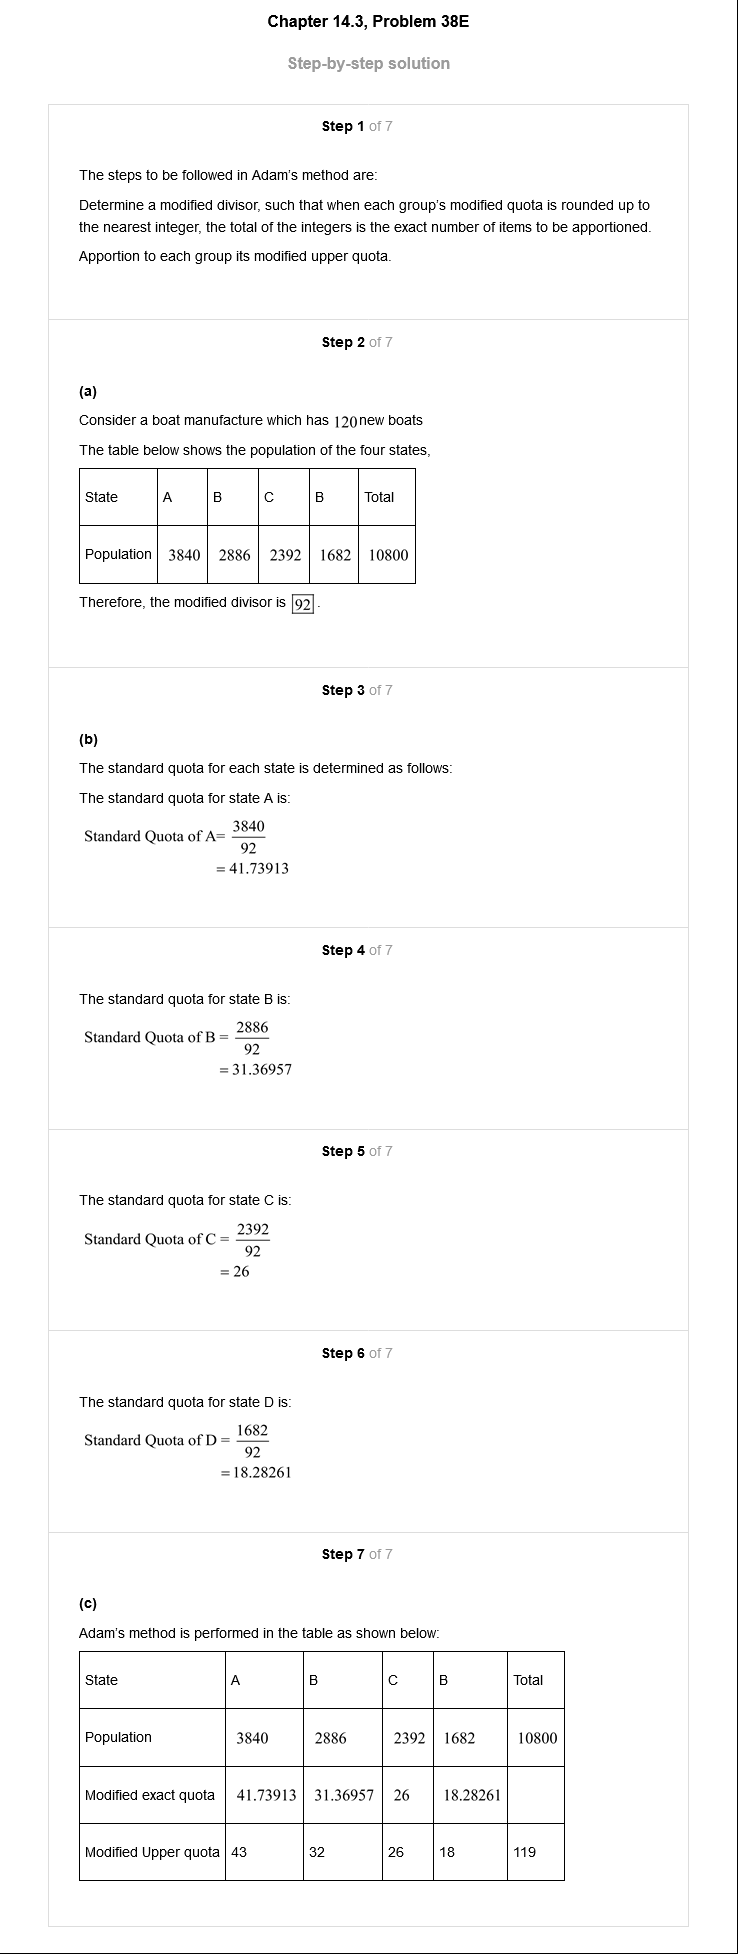 Chapter 14.3, Problem 38E
Step-by-step solution
Step 1 of 7
The steps to be followed in Adam's method are:
Determine a modified divisor, such that when each group's modified quota is rounded up to
the nearest integer, the total of the integers is the exact number of items to be apportioned.
Apportion to each group its modified upper quota.
Step 2 of 7
(a)
Consider a boat manufacture which has 120 new boats
The table below shows the population of the four states,
State A B C B Total
Population 3840 2886 2392 1682 10800
Therefore, the modified divisor is 92.
Step 3 of 7
(b)
The standard quota for each state is determined as follows:
The standard quota for state A is:
Standard Quota of A= 3840/92
= 41.73913
Step 4 of 7
The standard quota for state B is:
Standard Quota of B = 2886/92
= 31.36957
Step 5 of 7
The standard quota for state C is:
Standard Quota of C = 2392/92
= 26
Step 6 of 7
The standard quota for state D is:
Standard Quota of D = 1682/92
= 18.28261
Step 7 of 7
(c)
Adam's method is performed in the table as shown below:
State A B C B Total
Population 3840 2886 2392 1682 10800
Modified exact quota 41.73913 31.36957 26 18.28261
Modified Upper quota 43 32 26 18 119